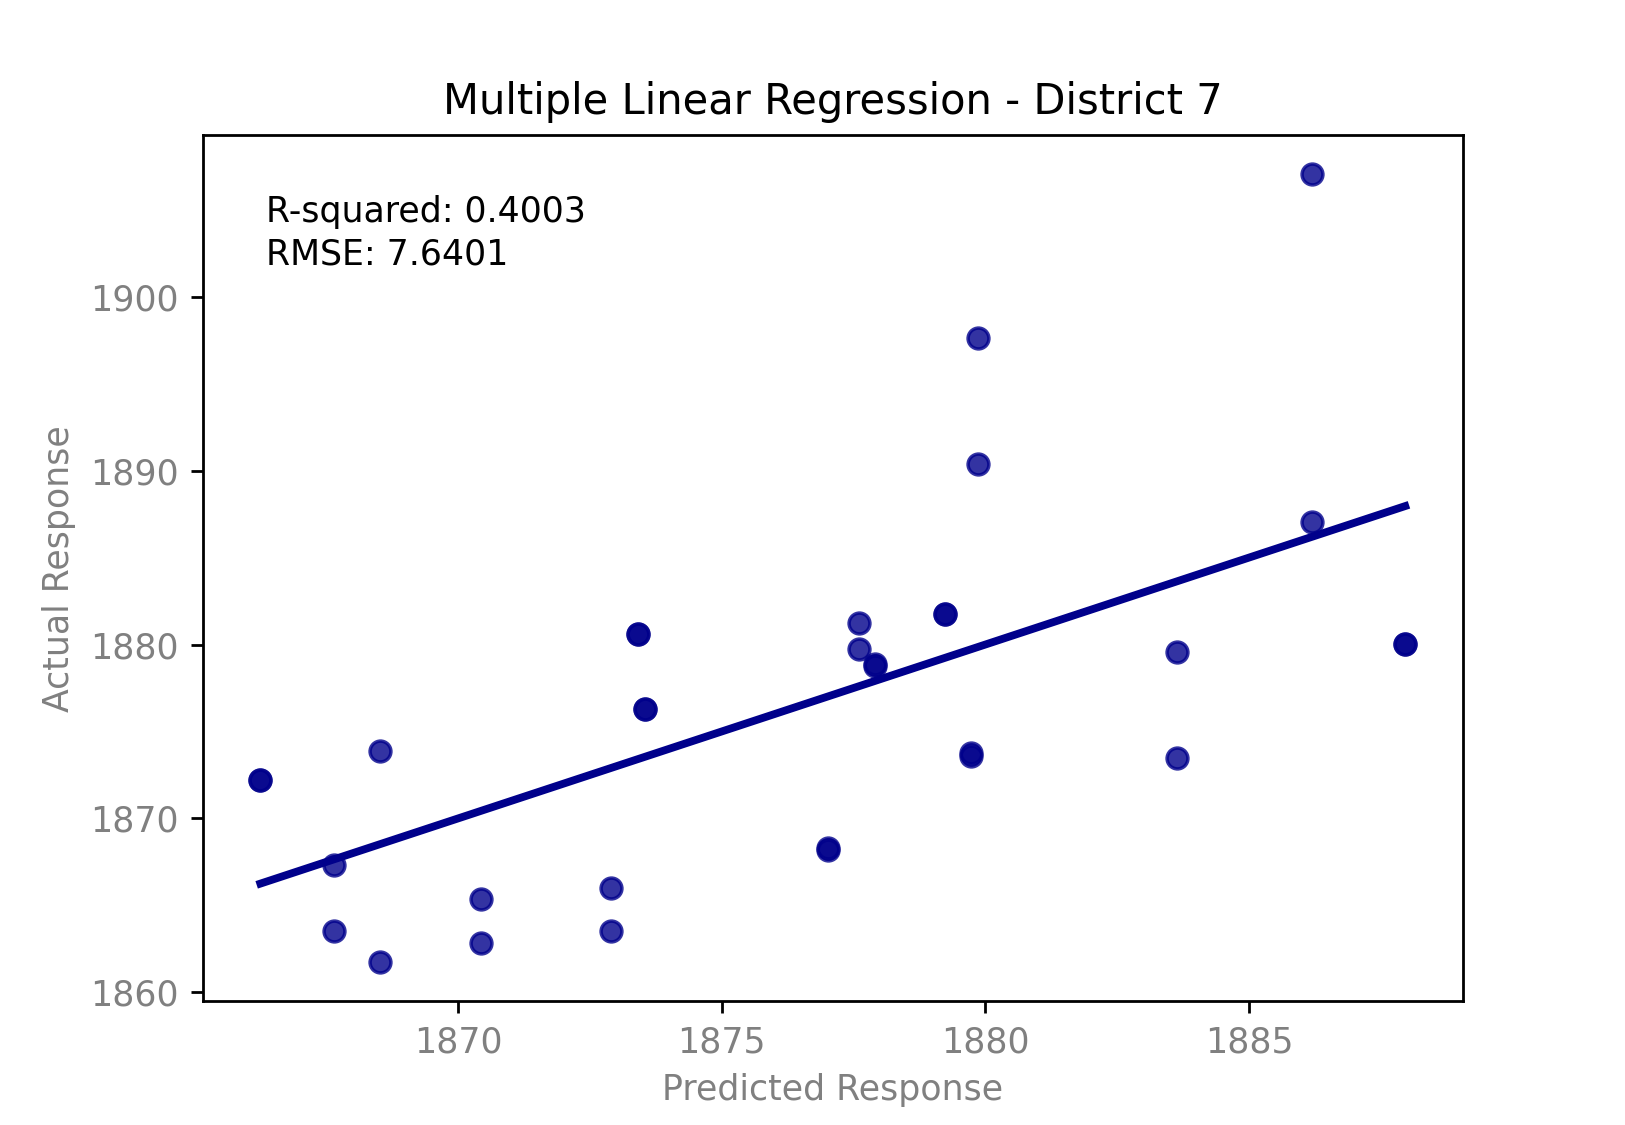 Multiple Linear Regression - District 7
R-squared: 0.4003
RMSE: 7.6401
1900
1890
1880
1870
1860
Actual Response
1870 1875 1880 1885
Predicted Response